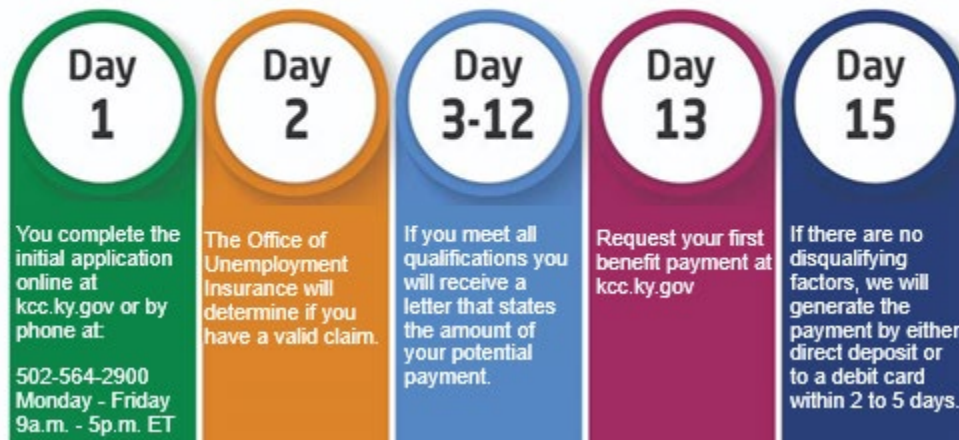 Day
1
You complete the
initial application
online at
kcc.ky.gov or by
phone at:
502-564-2900
Monday - Friday
9a.m. - 5p.m. ET
Day
2
The Office of
Unemployment
Insurance will
determine if you
have a valid claim.
Day
3-12
If you meet all
qualifications you
will receive a
letter that states
the amount of
your potential
payment.
Day
13
Request your first
benefit payment at
kcc.ky.gov
Day
15
If there are no
disqualifying
factors, we will
generate the
payment by either
direct deposit or
to a debit card
within 2 to 5 days.